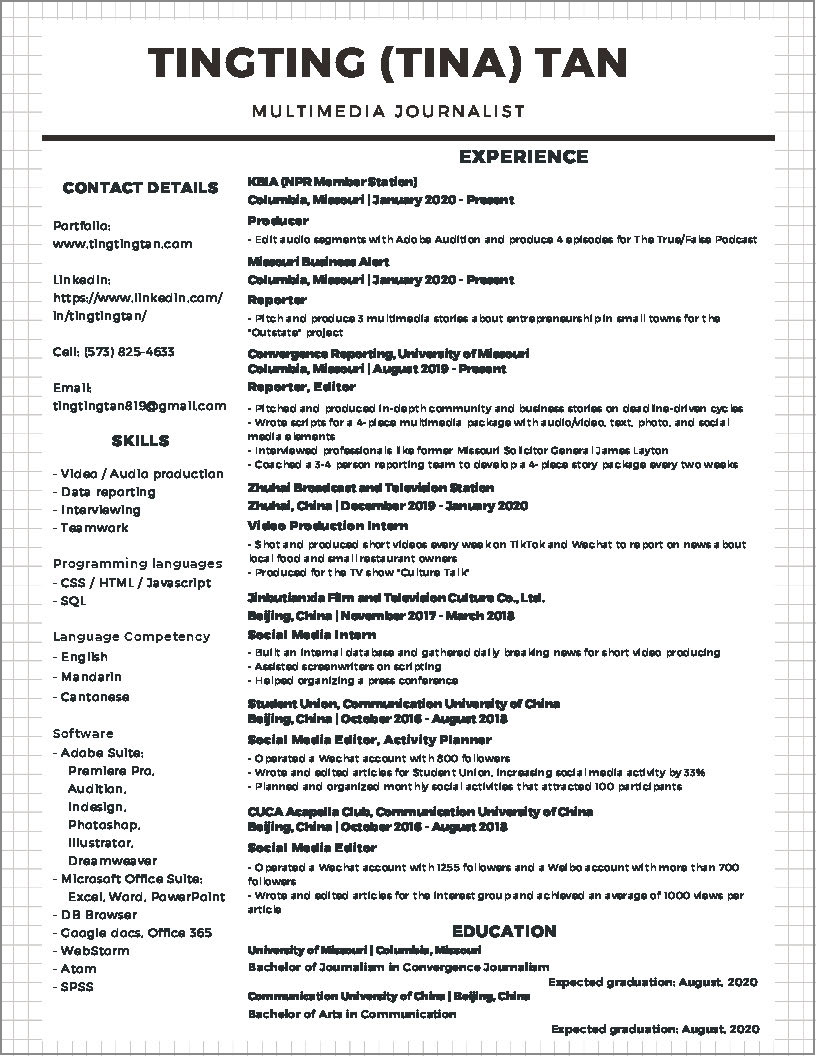 TINGTING (TINA) TAN
MULTIMEDIA JOURNALIST
CONTACT DETAILS
Portfolio:
www.tingtingtan.com
Linkedin:
https://www.linkedin.com/
in/tingtingtan/
Cell: (573) 825-4633
Email:
tingtingtan819@gmail.com
SKILLS
- Video / Audio production
- Data reporting
- Interviewing
- Teamwork
Programming languages
- CSS / HTML / Javascript
- SQL
Language Competency
- English
- Mandarin
- Cantonese
Software
- Adobe Suite:
Premiere Pro,
Audition,
Indesign,
Photoshop,
Illustrator,
Dreamweaver
- Microsoft Office Suite:
Excel, Word, PowerPoint
- DB Browser
- Google docs, Office 365
- WebStorm
- Atom
- SPSS
EXPERIENCE
KBIA (NPR Member Station)
Columbia, Missouri | January 2020 - Present
Producer
- Edit audio segments with Adobe Audition and produce 4 episodes for The True/False Podcast
Missouri Business Alert
Columbia, Missouri | January 2020 - Present
Reporter
- Pitch and produce 3 multimedia stories about entrepreneurship in small towns for the
"Outstate" project
Convergence Reporting, University of Missouri
Columbia, Missouri | August 2019 - Present
Reporter, Editor
- Pitched and produced in-depth community and business stories on deadline-driven cycles
- Wrote scripts for a 4-piece multimedia package with audio/video, text, photo, and social
media elements
- Interviewed professionals like former Missouri Solicitor General James Layton
- Coached a 3-4 person reporting team to develop a 4-piece story package every two weeks
Zhuhai Broadcast and Television Station
Zhuhai, China | December 2019 - January 2020
Video Production Intern
- Shot and produced short videos every week on TikTok and Wechat to report on news about
local food and small restaurant owners
- Produced for the TV show "Culture Talk"
Jinbutianxia Film and Television Culture Co., Ltd.
Beijing, China | November 2017 - March 2018
Social Media Intern
- Built an internal database and gathered daily breaking news for short video producing
- Assisted screenwriters on scripting
- Helped organizing a press conference
Student Union, Communication University of China
Beijing, China | October 2016 - August 2018
Social Media Editor, Activity Planner
- Operated a Wechat account with 800 followers
- Wrote and edited articles for Student Union, increasing social media activity by 33%
- Planned and organized monthly social activities that attracted 100 participants
CUCA Acapella Club, Communication University of China
Beijing, China | October 2016 - August 2018
Social Media Editor
- Operated a Wechat account with 1255 followers and a Weibo account with more than 700
followers
- Wrote and edited articles for the interest group and achieved an average of 1000 views per
article
EDUCATION
University of Missouri | Columbia, Missouri
Bachelor of Journalism in Convergence Journalism
Expected graduation: August, 2020
Communication University of China | Beijing, China
Bachelor of Arts in Communication
Expected graduation: August, 2020